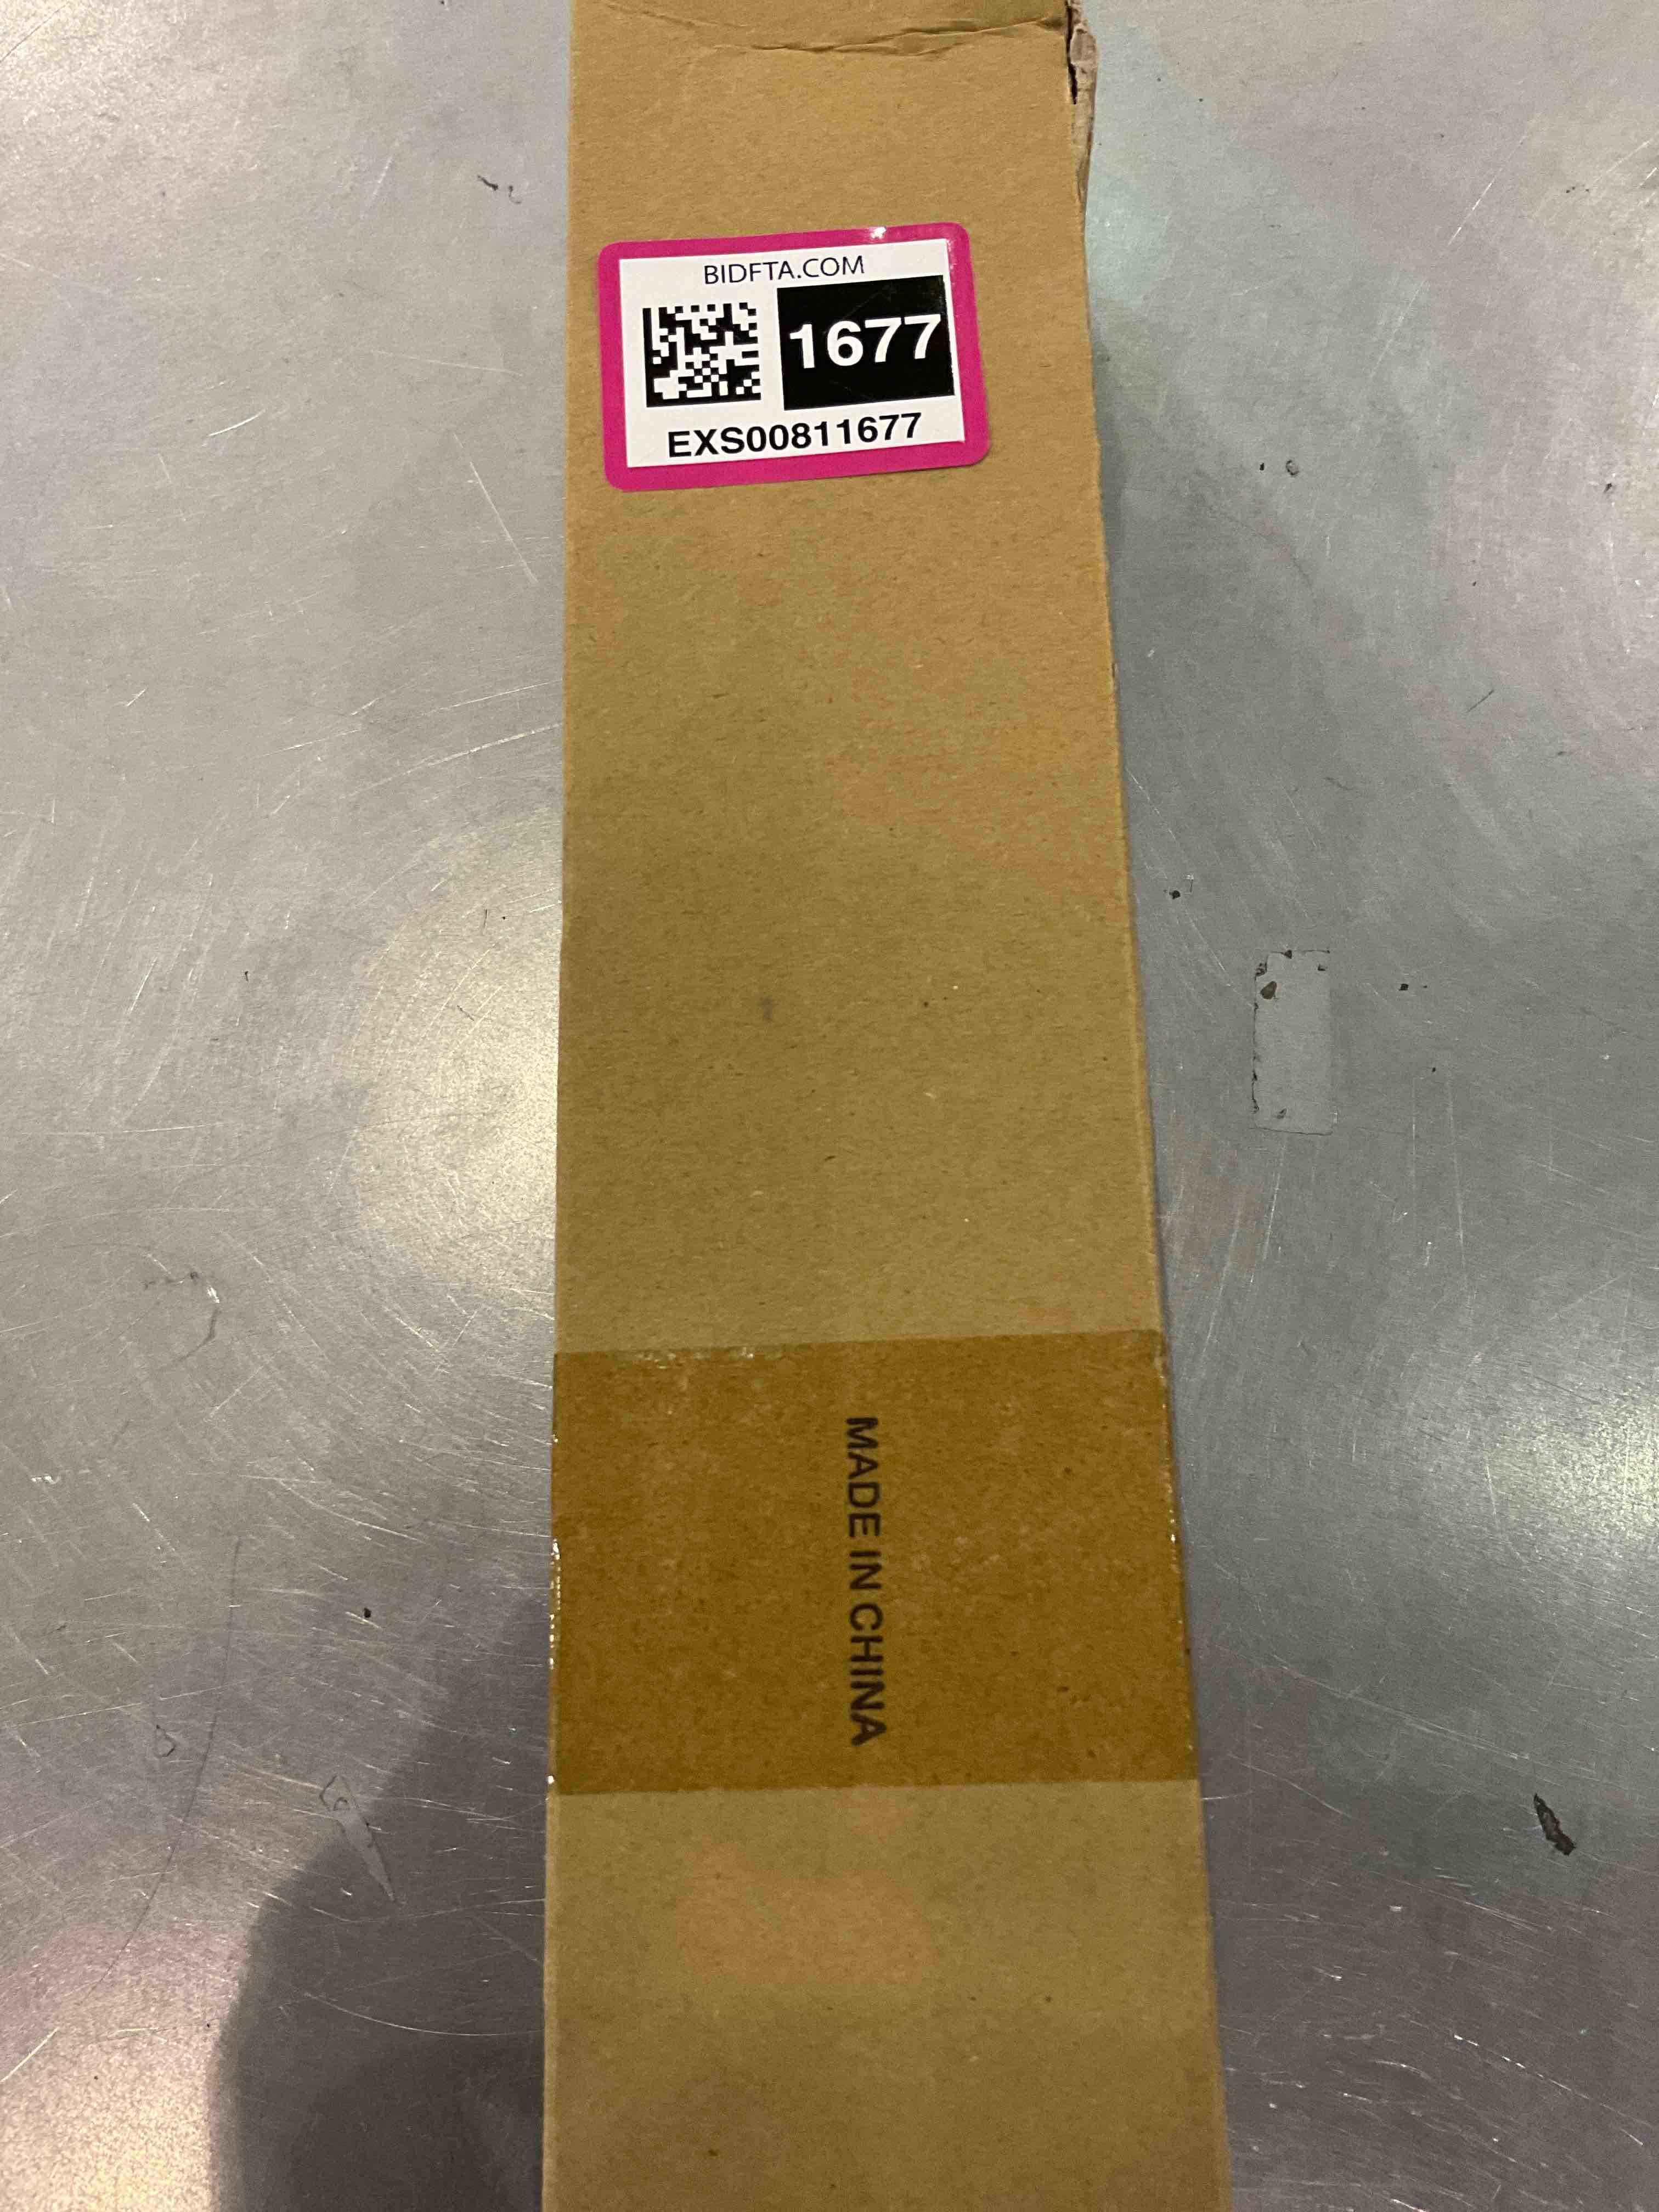 BIDFTA.COM
1677
EXS00811677
MADE IN CHINA